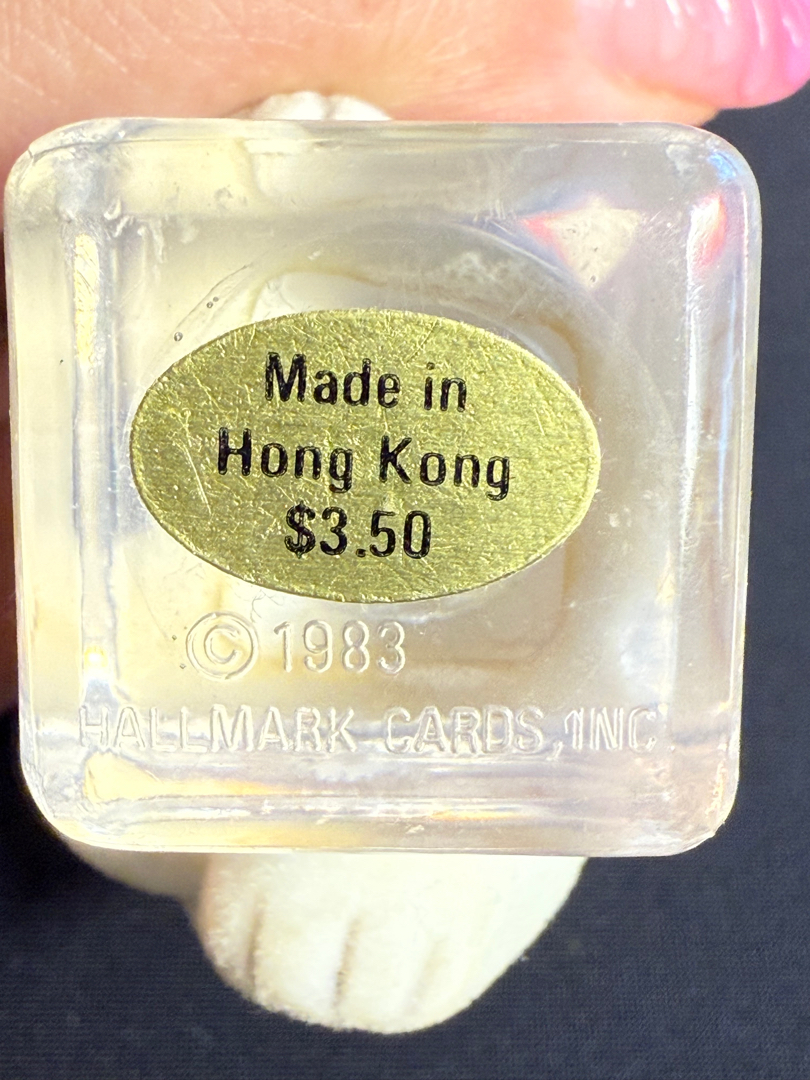 Made in
Hong Kong
$3.50
© 1983
HALLMARK CARDS, INC.